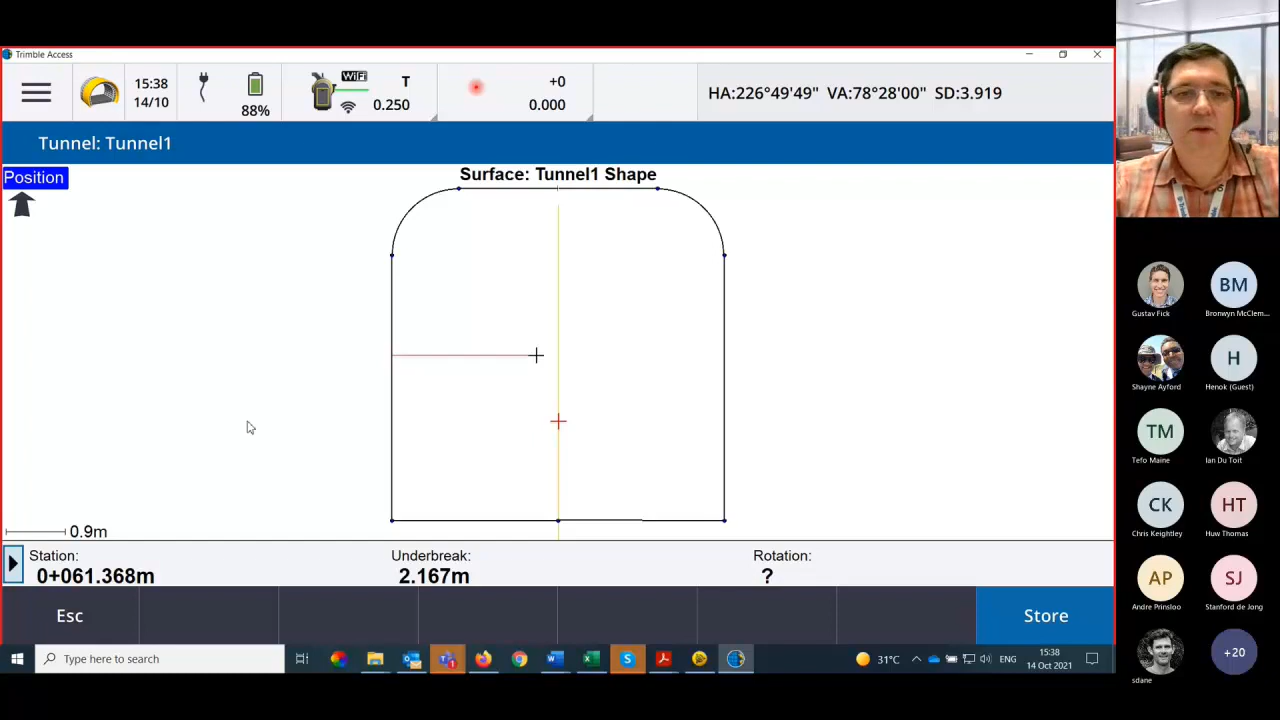 Trimble Access
15:38
14/10
88%
WiFi
T
0.250
+0
0.000
HA:226°49'49" VA:78°28'00" SD:3.919
Tunnel: Tunnel1
Position
Surface: Tunnel1 Shape
0.9m
Station:
0+061.368m
Underbreak:
2.167m
Rotation:
?
Esc
Store
Type here to search
31°C
ENG
15:38
14 Oct 2021
Gustav Fick
BM
Bronwyn McClem...
Shayne Ayford
H
Henok (Guest)
TM
Tefo Maine
Ian Du Toit
CK
Chris Keightley
HT
Huw Thomas
AP
Andre Prinsloo
SJ
Stanford de Jong
sdane
+20